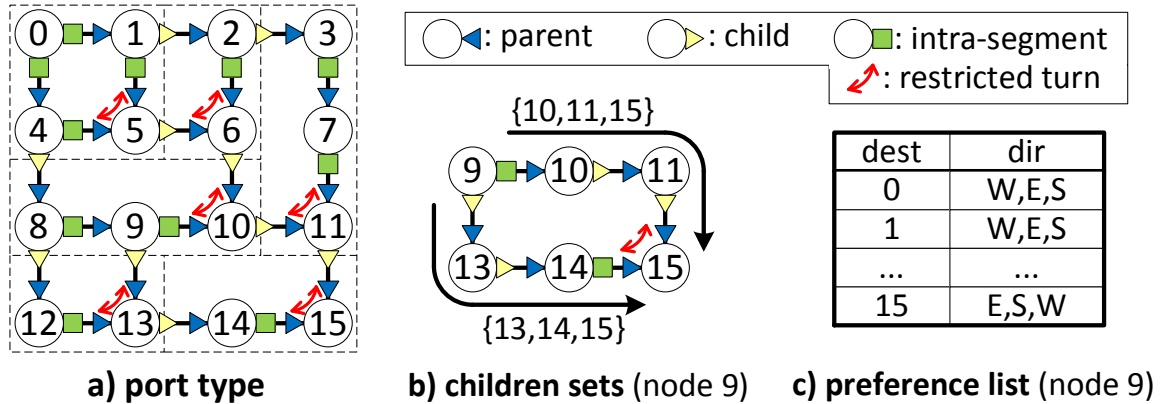 0 1 2 3
4 5 6 7
8 9 10 11
12 13 14 15
a) port type
: parent : child : intra-segment
: restricted turn
{10,11,15}
9 10 11
13 14 15
{13,14,15}
b) children sets (node 9)
dest dir
0 W,E,S
1 W,E,S
... ...
15 E,S,W
c) preference list (node 9)